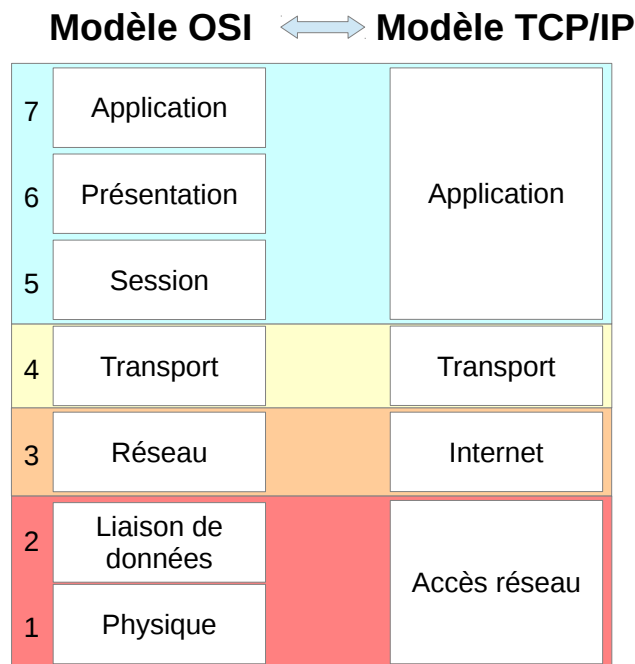 Modèle OSI Modèle TCP/IP
7 Application
6 Présentation Application
5 Session
4 Transport Transport
3 Réseau Internet
2 Liaison de
données
Accès réseau
1 Physique